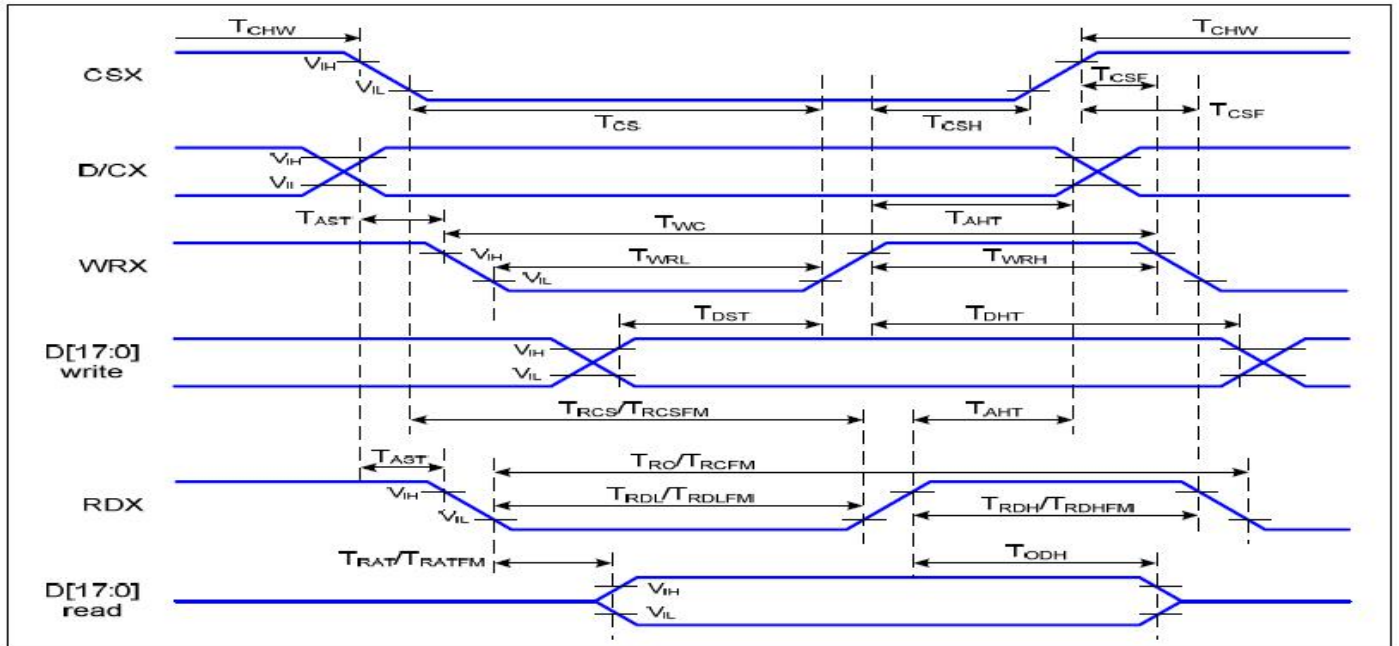 TCHW TCHW
CSX VIH TCSF
VIL TCSF
TCS TCSH
D/CX VIH
VIL
TAST TWC TAHT
WRX VIH TWRL TWRH
VIL
TDST TDHT
D[17:0] VIH
write VIL
TRCS/TRCSFM TAHT
TAST TRC/TRCFM
RDX VIH TRDL/TRDLFM
VIL TRDH/TRDHFM
TRAT/TRATFM TODH
D[17:0] VIH
read VIL